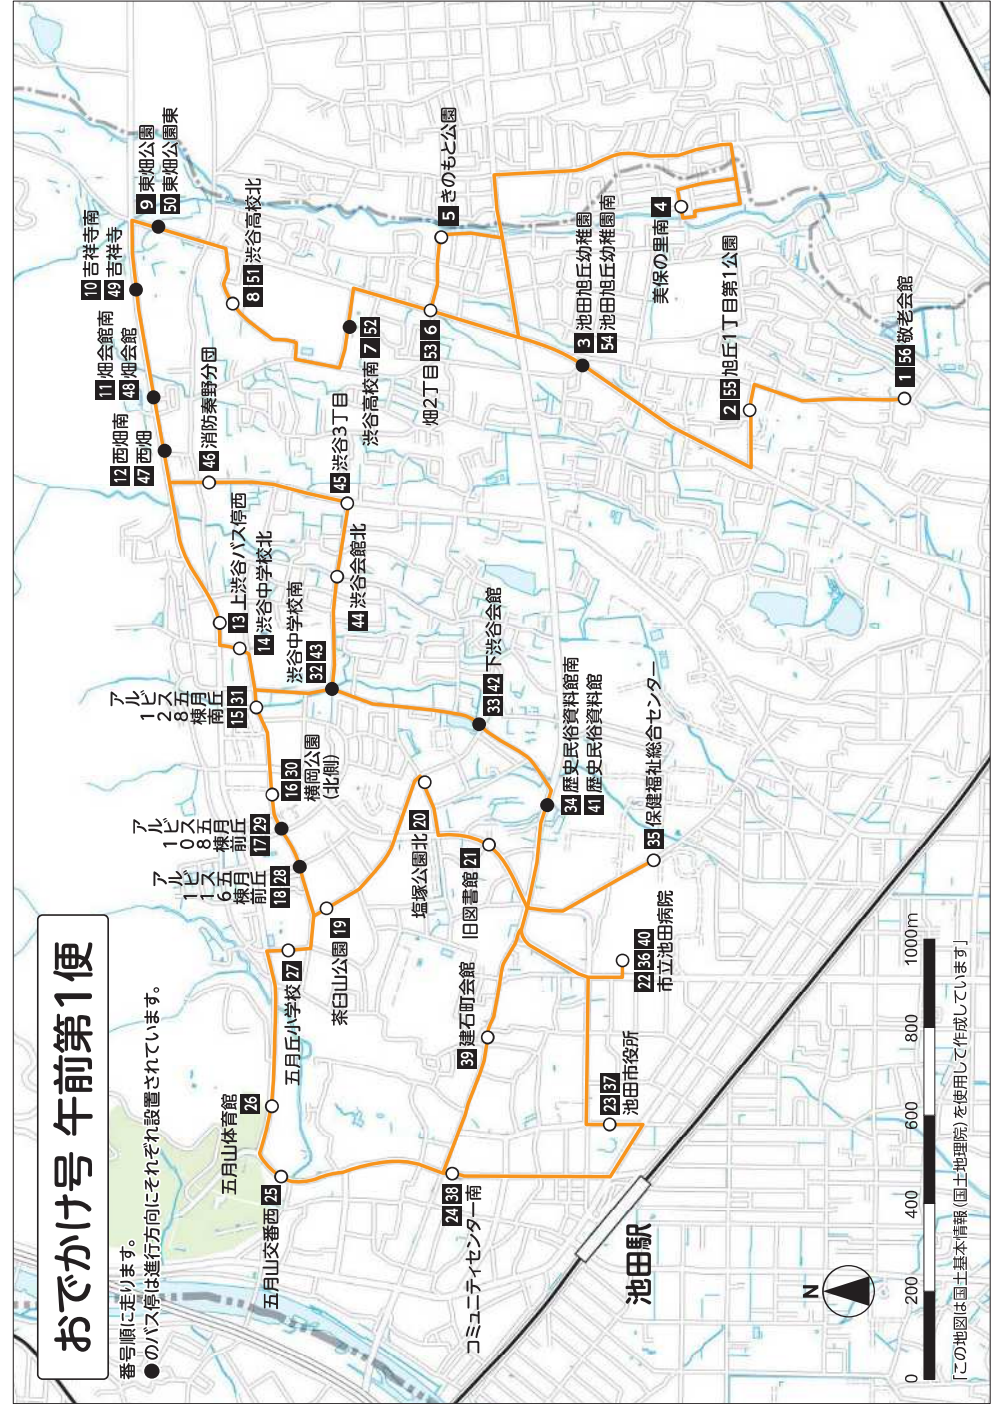 おでかけ号 午前第1便
番号順に走ります。
●のバス停は進行方向にそれぞれ設置されています。
五月山交番西 25
五月山体育館 26
五月丘小学校 27
茶臼山公園 19
アルビス五月丘
116棟前
18 28
アルビス五月丘
108棟前
17 29
16 30
横岡公園
(北側)
アルビス五月丘
128棟南
15 31
渋谷中学校南
32 43
14 渋谷中学校北
13 上渋谷バス停西
12 西畑南
47 西畑
46 消防秦野分団
11 畑会館南
48 畑会館
10 吉祥寺南
49 吉祥寺
9 東畑公園
50 東畑公園東
8 51 渋谷高校北
渋谷高校南 7 52
45 渋谷3丁目
44 渋谷会館北
畑2丁目 53 6
5 きのもと公園
塩塚公園北 20
旧図書館 21
33 42 下渋谷会館
34 歴史民俗資料館南
41 歴史民俗資料館
35 保健福祉総合センター
3 池田旭丘幼稚園
54 池田旭丘幼稚園南
美保の里南 4
2 55 旭丘1丁目第1公園
1 56 敬老会館
39 建石町会館
24 38
コミュニティセンター南
22 36 40
市立池田病院
23 37
池田市役所
池田駅
N
0 200 400 600 800 1000m
「この地図は国土基本情報(国土地理院)を使用して作成しています」